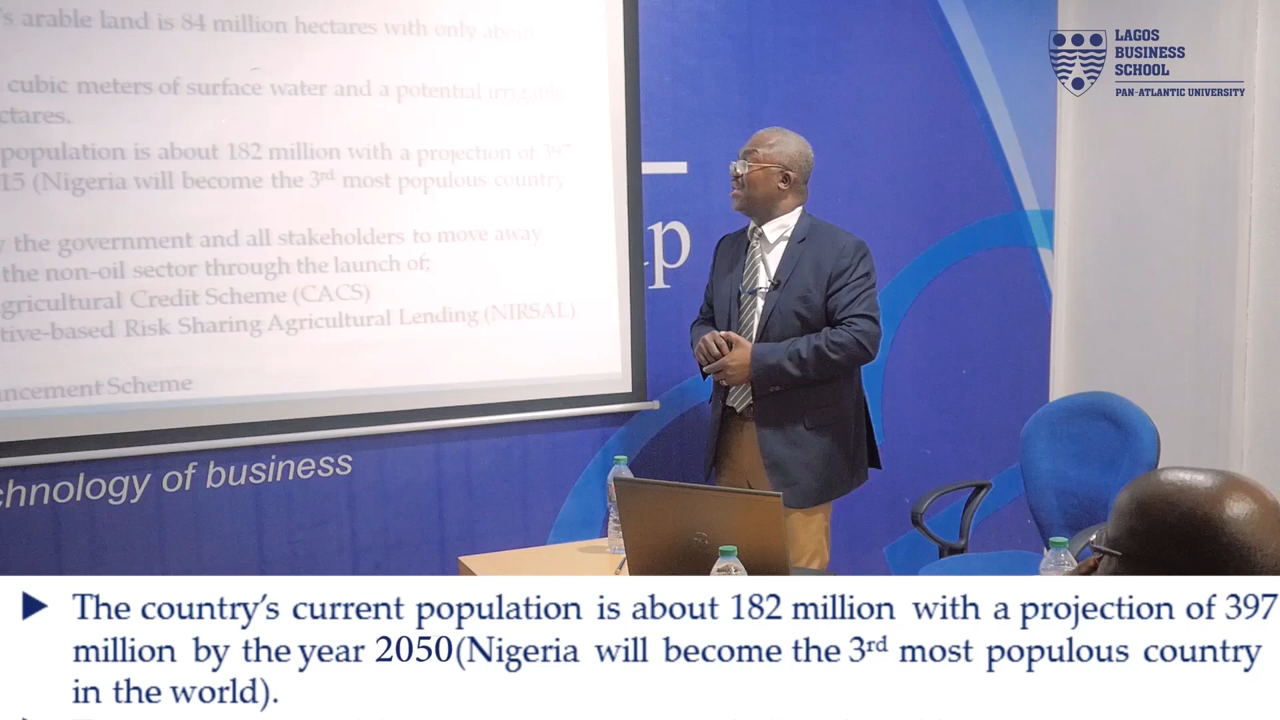 's arable land is 84 million hectares with only about
cubic meters of surface water and a potential irrigable
ctares.
population is about 182 million with a projection of 397
15 (Nigeria will become the 3rd most populous country
the government and all stakeholders to move away
the non-oil sector through the launch of;
gricultural Credit Scheme (CACS)
tive-based Risk Sharing Agricultural Lending (NIRSAL)
ncement Scheme
chnology of business
LAGOS
BUSINESS
SCHOOL
PAN-ATLANTIC UNIVERSITY
▶ The country's current population is about 182 million with a projection of 397
million by the year 2050(Nigeria will become the 3rd most populous country
in the world).